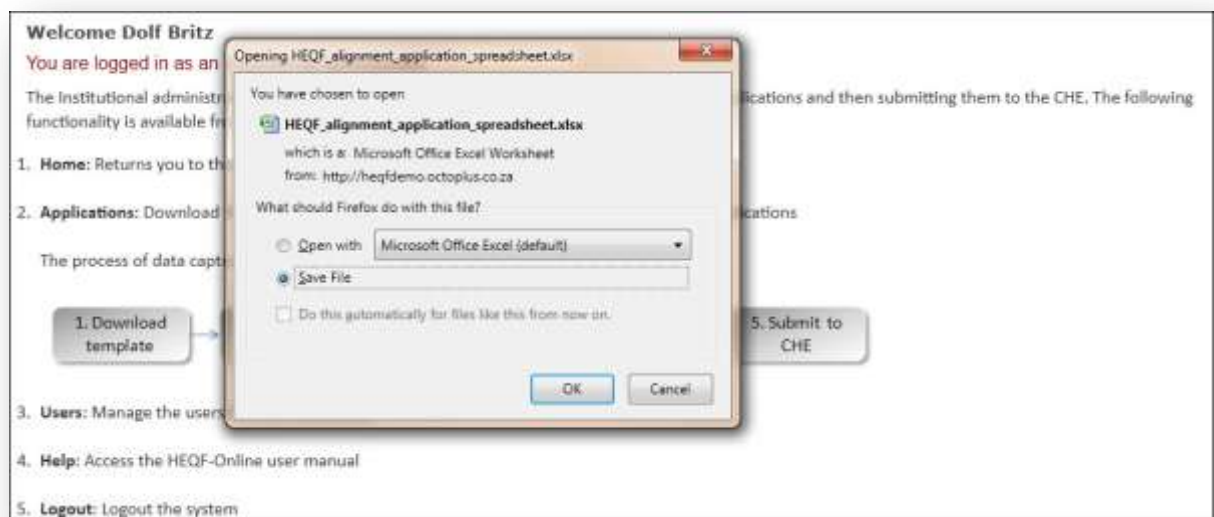 Welcome Dolf Britz
You are logged in as an
The Institutional administr
ications and then submitting them to the CHE. The following
functionality is available fr
1. Home: Returns you to th
2. Applications: Download
ications
The process of data capt
1. Download
template
5. Submit to
CHE
3. Users: Manage the users
4. Help: Access the HEQF-Online user manual
5. Logout: Logout the system
Opening HEQF_alignment_application_spreadsheet.xlsx
You have chosen to open
HEQF_alignment_application_spreadsheet.xlsx
which is a: Microsoft Office Excel Worksheet
from: http://heqfdemo.octoplus.co.za
What should Firefox do with this file?
Open with Microsoft Office Excel (default)
Save File
Do this automatically for files like this from now on.
OK Cancel